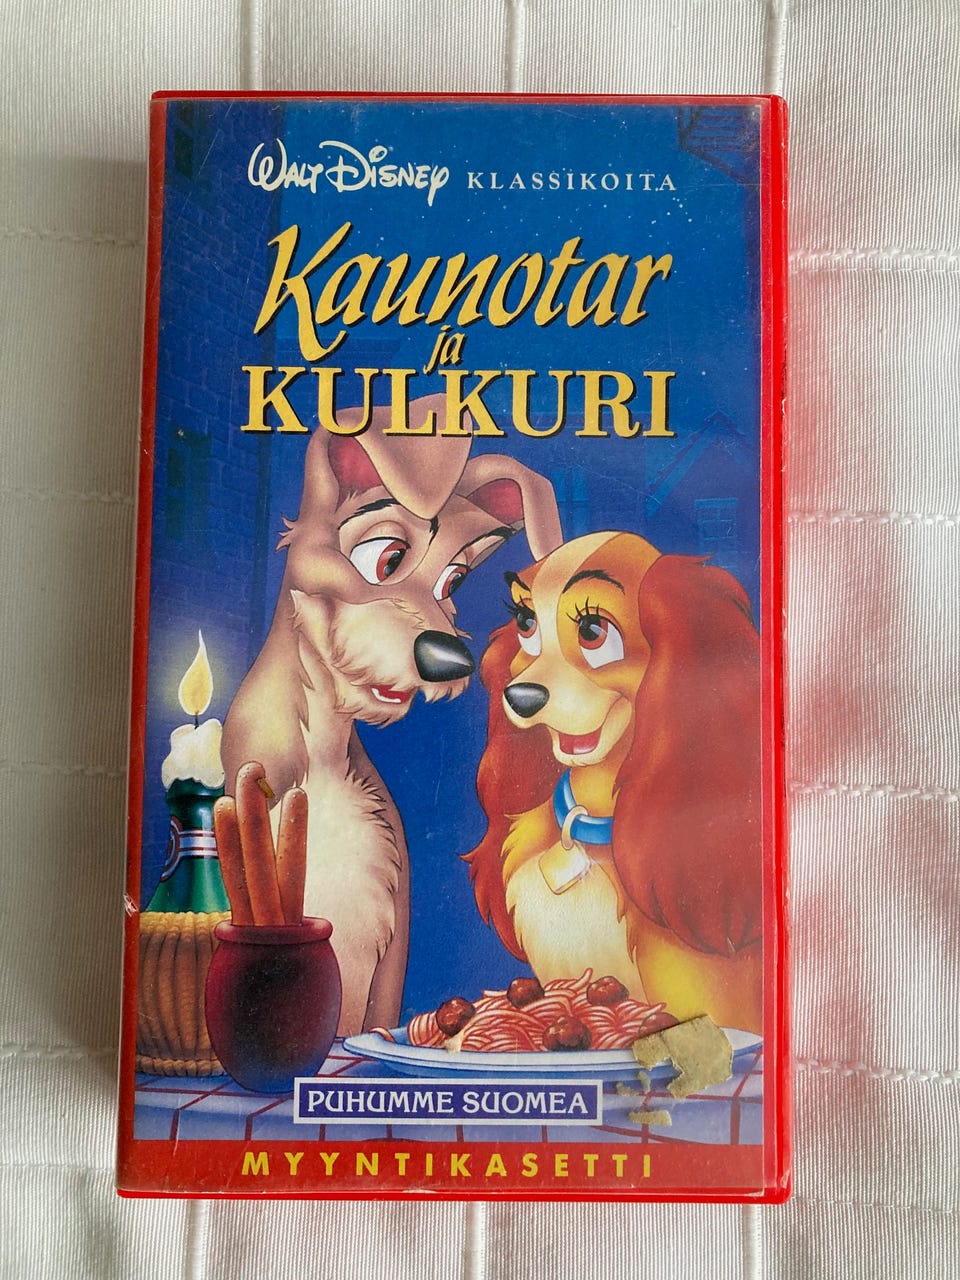 Walt Disney KLASSIKOITA
Kaunotar
ja
KULKURI
PUHUMME SUOMEA
MYYNTIKASETTI